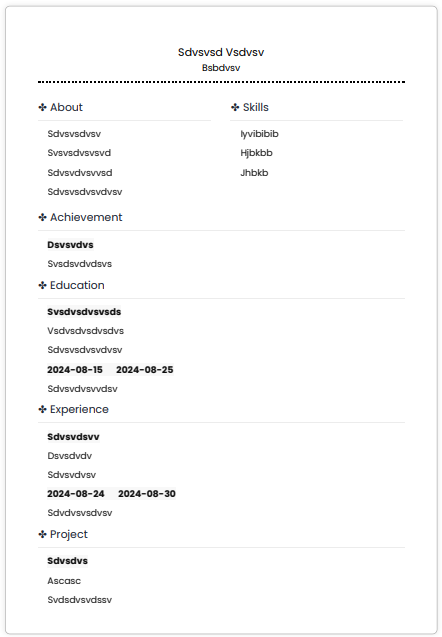 Sdvsvsd Vsdvsv
Bsbdvsv
✤ About
Sdvsvsdvsv
Svsvsdvsvsvd
Sdvsvdvsvvsd
Sdvsvsdvsvdvsv
✤ Skills
Iyvibibib
Hjbkbb
Jhbkb
✤ Achievement
Dsvsvdvs
Svsdsvdvdsvs
✤ Education
Svsdvsdvsvsds
Vsdvsdvsdvsdvs
Sdvsvsdvsvdvsv
2024-08-15 2024-08-25
Sdvsvdvsvvdsv
✤ Experience
Sdvsvdsvv
Dsvsdvdv
Sdvsvdvsv
2024-08-24 2024-08-30
Sdvdvsvsdvsv
✤ Project
Sdvsdvs
Ascasc
Svdsdvsvdssv